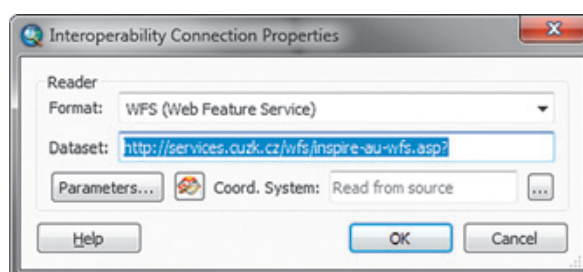 Interoperability Connection Properties
Reader
Format: WFS (Web Feature Service)
Dataset: http://services.cuzk.cz/wfs/inspire-au-wfs.asp?
Parameters... Coord. System: Read from source ...
Help OK Cancel